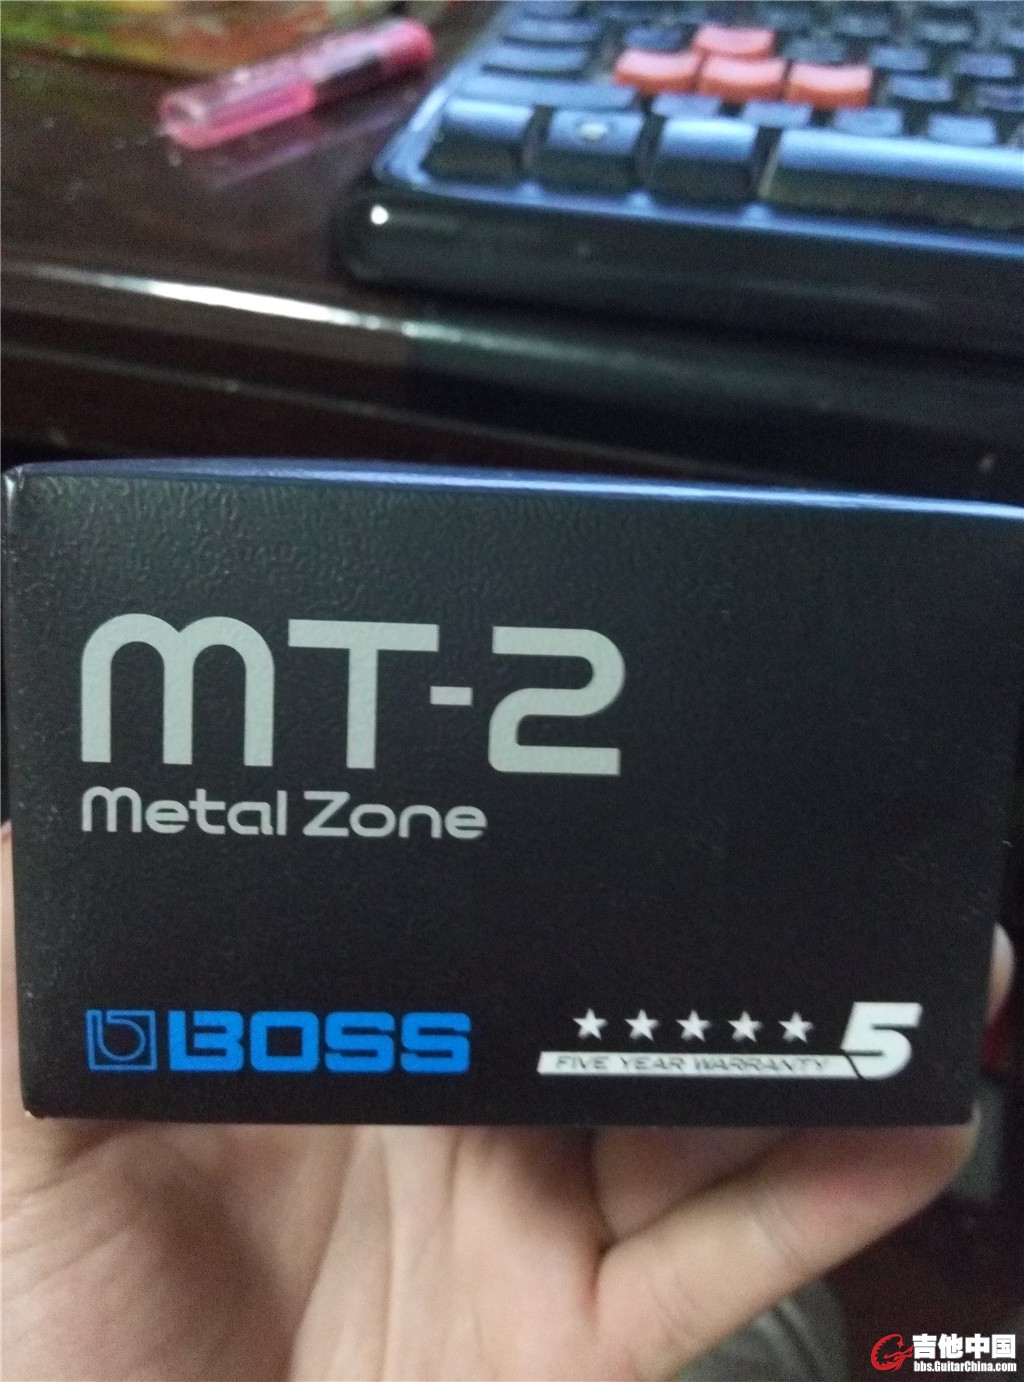 MT-2
Metal Zone
BOSS
5
FIVE YEAR WARRANTY
吉他中国
bbs.GuitarChina.com